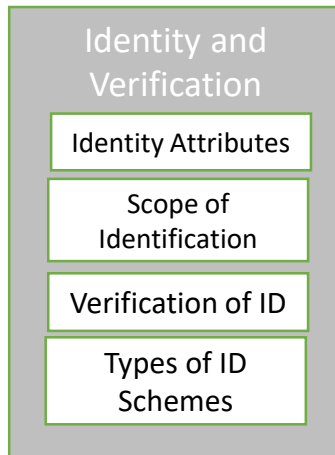 Identity and
Verification
Identity Attributes
Scope of
Identification
Verification of ID
Types of ID
Schemes